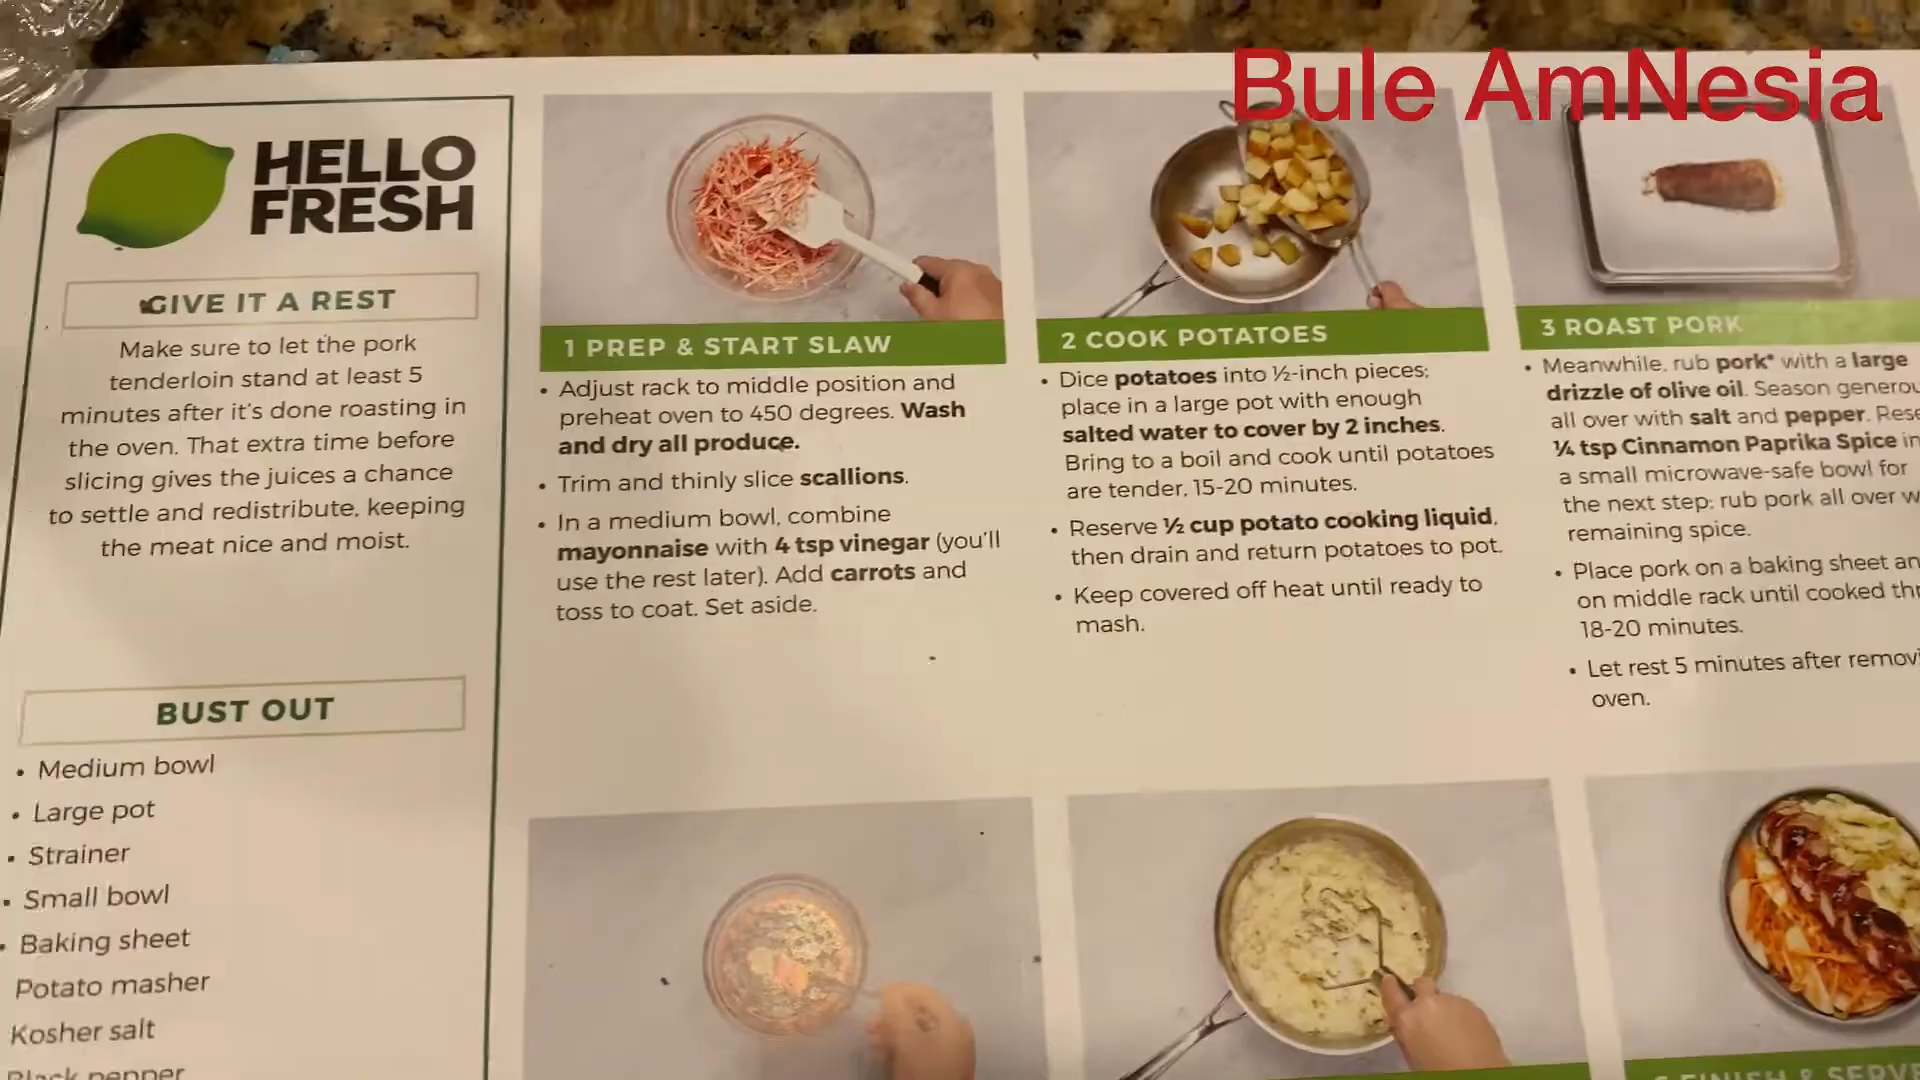 Bule AmNesia
HELLO
FRESH
GIVE IT A REST
Make sure to let the pork
tenderloin stand at least 5
minutes after it's done roasting in
the oven. That extra time before
slicing gives the juices a chance
to settle and redistribute, keeping
the meat nice and moist.
BUST OUT
• Medium bowl
• Large pot
• Strainer
• Small bowl
• Baking sheet
Potato masher
Kosher salt
Black pepper
1 PREP & START SLAW
• Adjust rack to middle position and
preheat oven to 450 degrees. Wash
and dry all produce.
• Trim and thinly slice scallions.
• In a medium bowl, combine
mayonnaise with 4 tsp vinegar (you'll
use the rest later). Add carrots and
toss to coat. Set aside.
2 COOK POTATOES
• Dice potatoes into ½-inch pieces;
place in a large pot with enough
salted water to cover by 2 inches.
Bring to a boil and cook until potatoes
are tender, 15-20 minutes.
• Reserve ½ cup potato cooking liquid,
then drain and return potatoes to pot.
• Keep covered off heat until ready to
mash.
3 ROAST PORK
• Meanwhile, rub pork* with a large
drizzle of olive oil. Season
all over with salt and pepper.
¼ tsp Cinnamon Paprika Spice in
a small microwave-safe bowl for
the next step; rub pork all over
remaining spice.
• Place pork on a baking sheet
on middle rack until cooked
18-20 minutes.
• Let rest 5 minutes after
oven.
FINISH & SERVE